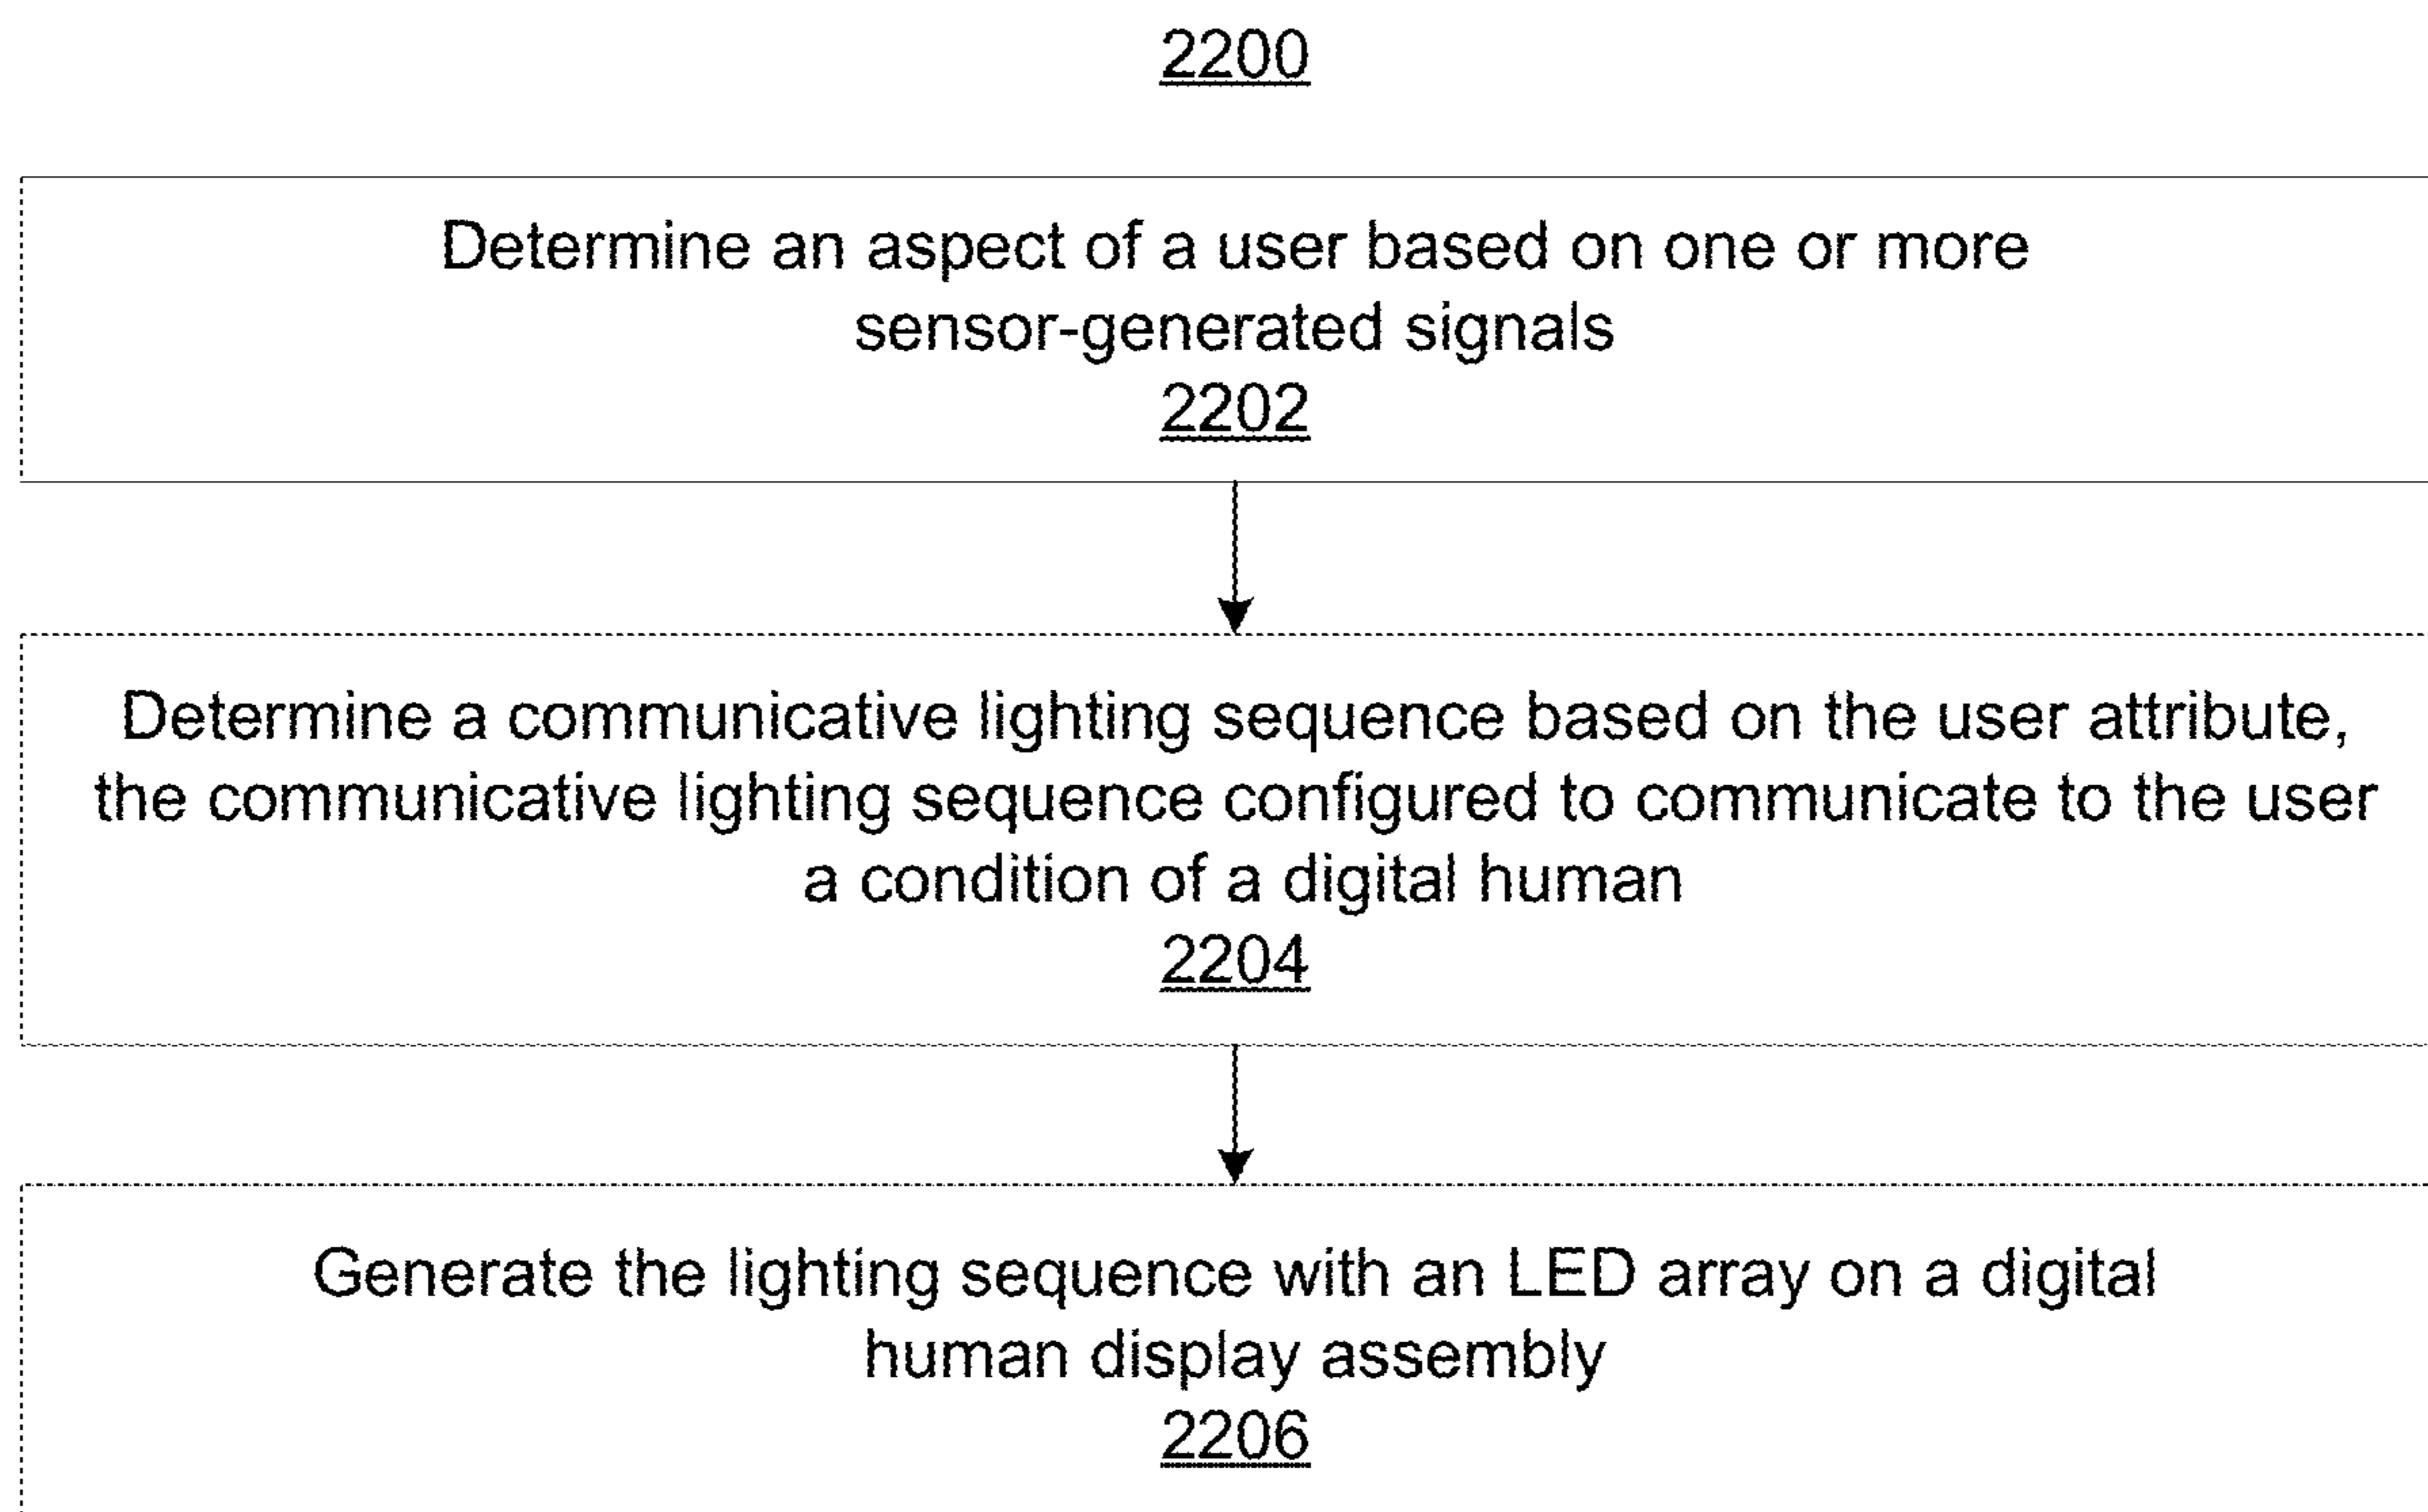 2200
Determine an aspect of a user based on one or more
sensor-generated signals
2202
Determine a communicative lighting sequence based on the user attribute,
the communicative lighting sequence configured to communicate to the user
a condition of a digital human
2204
Generate the lighting sequence with an LED array on a digital
human display assembly
2206